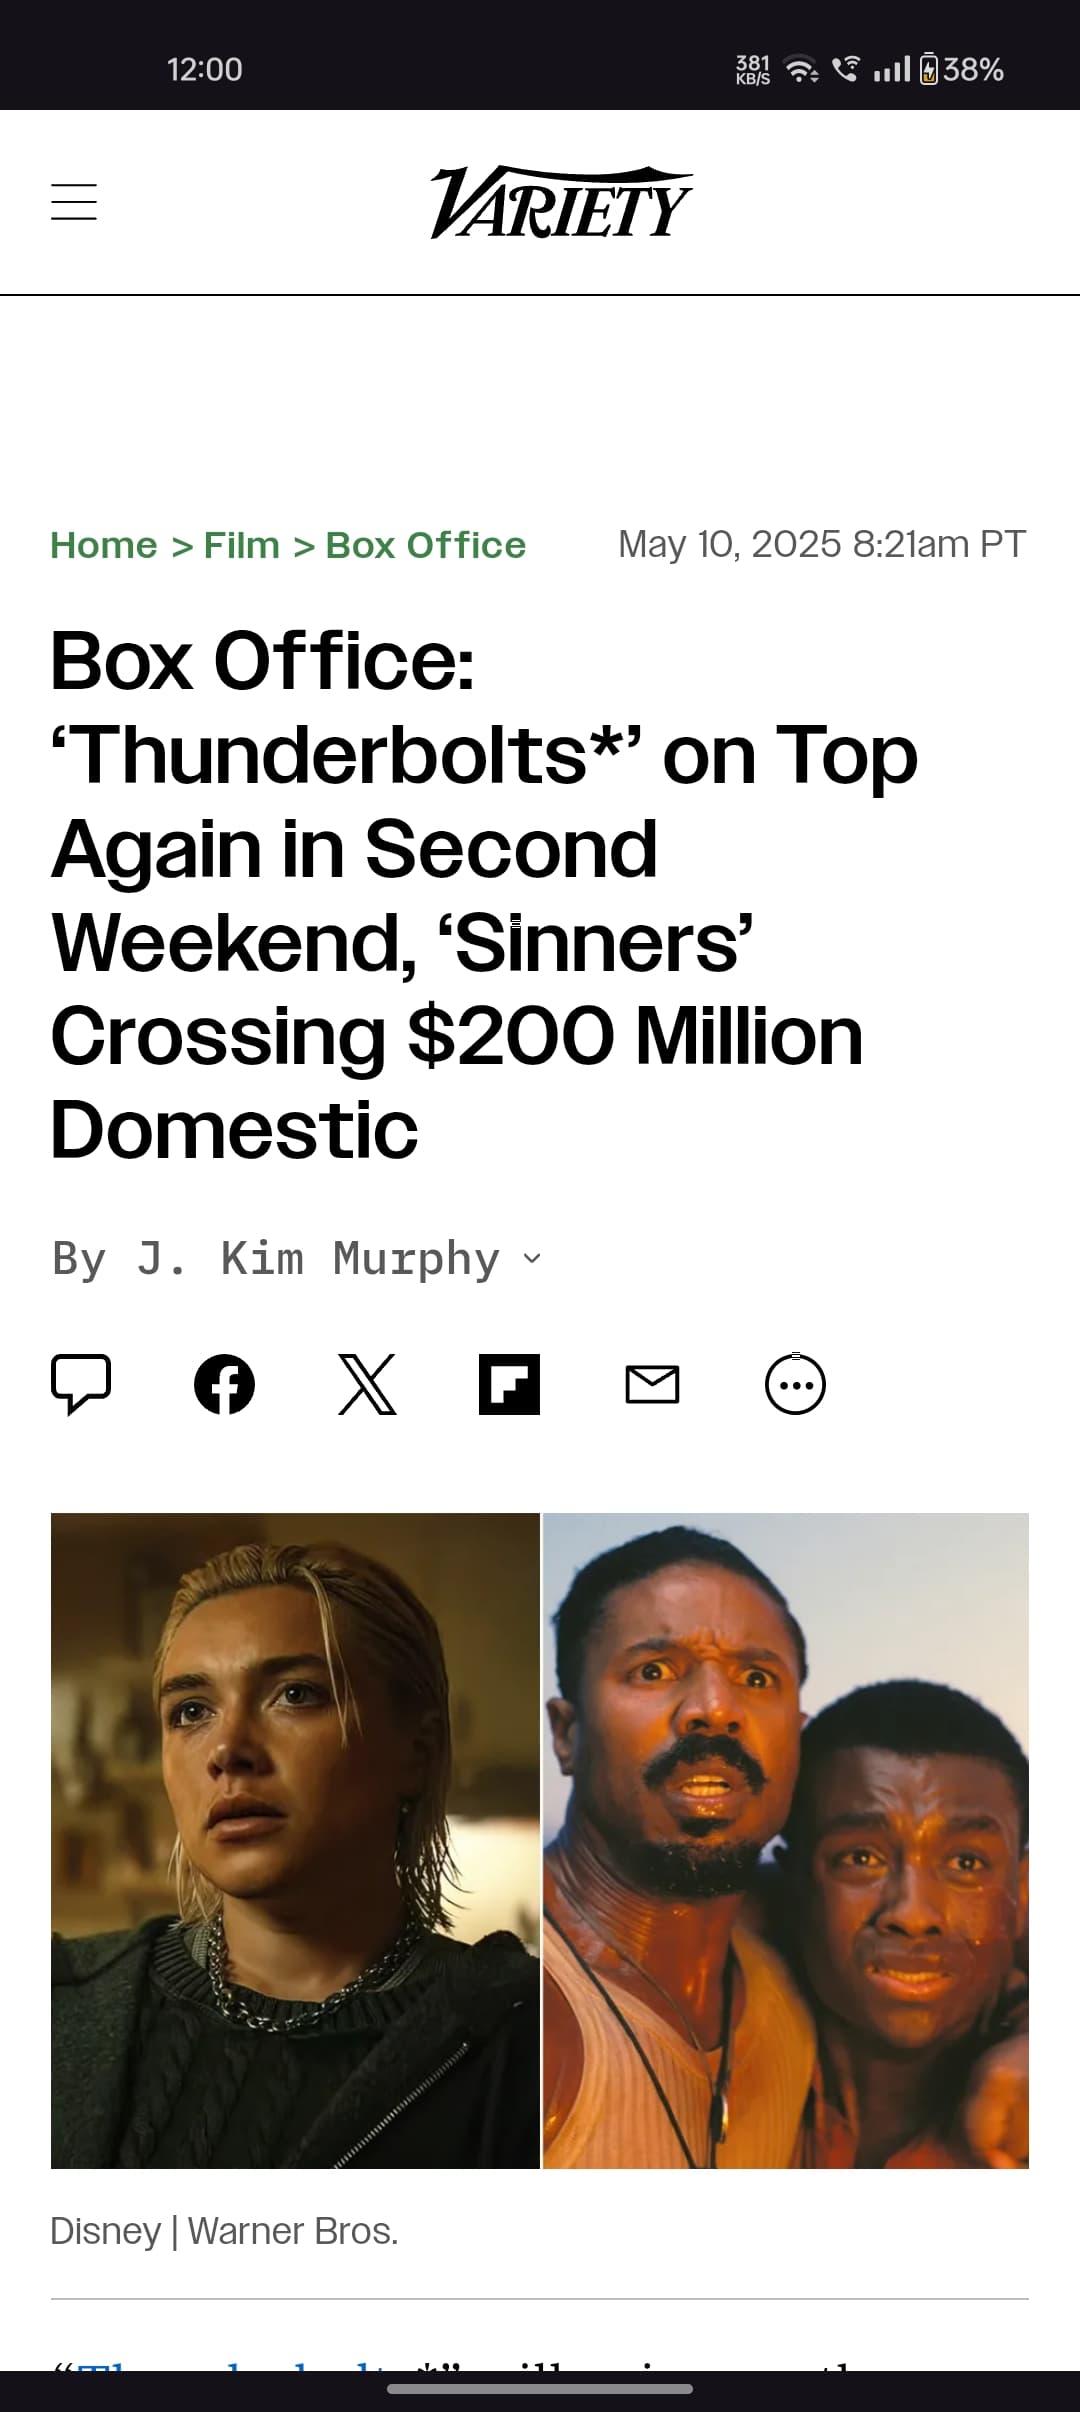 12:00
381
KB/S
38%
VARIETY
Home > Film > Box Office
May 10, 2025 8:21am PT
Box Office:
‘Thunderbolts*’ on Top
Again in Second
Weekend, ‘Sinners’
Crossing $200 Million
Domestic
By J. Kim Murphy
Disney | Warner Bros.